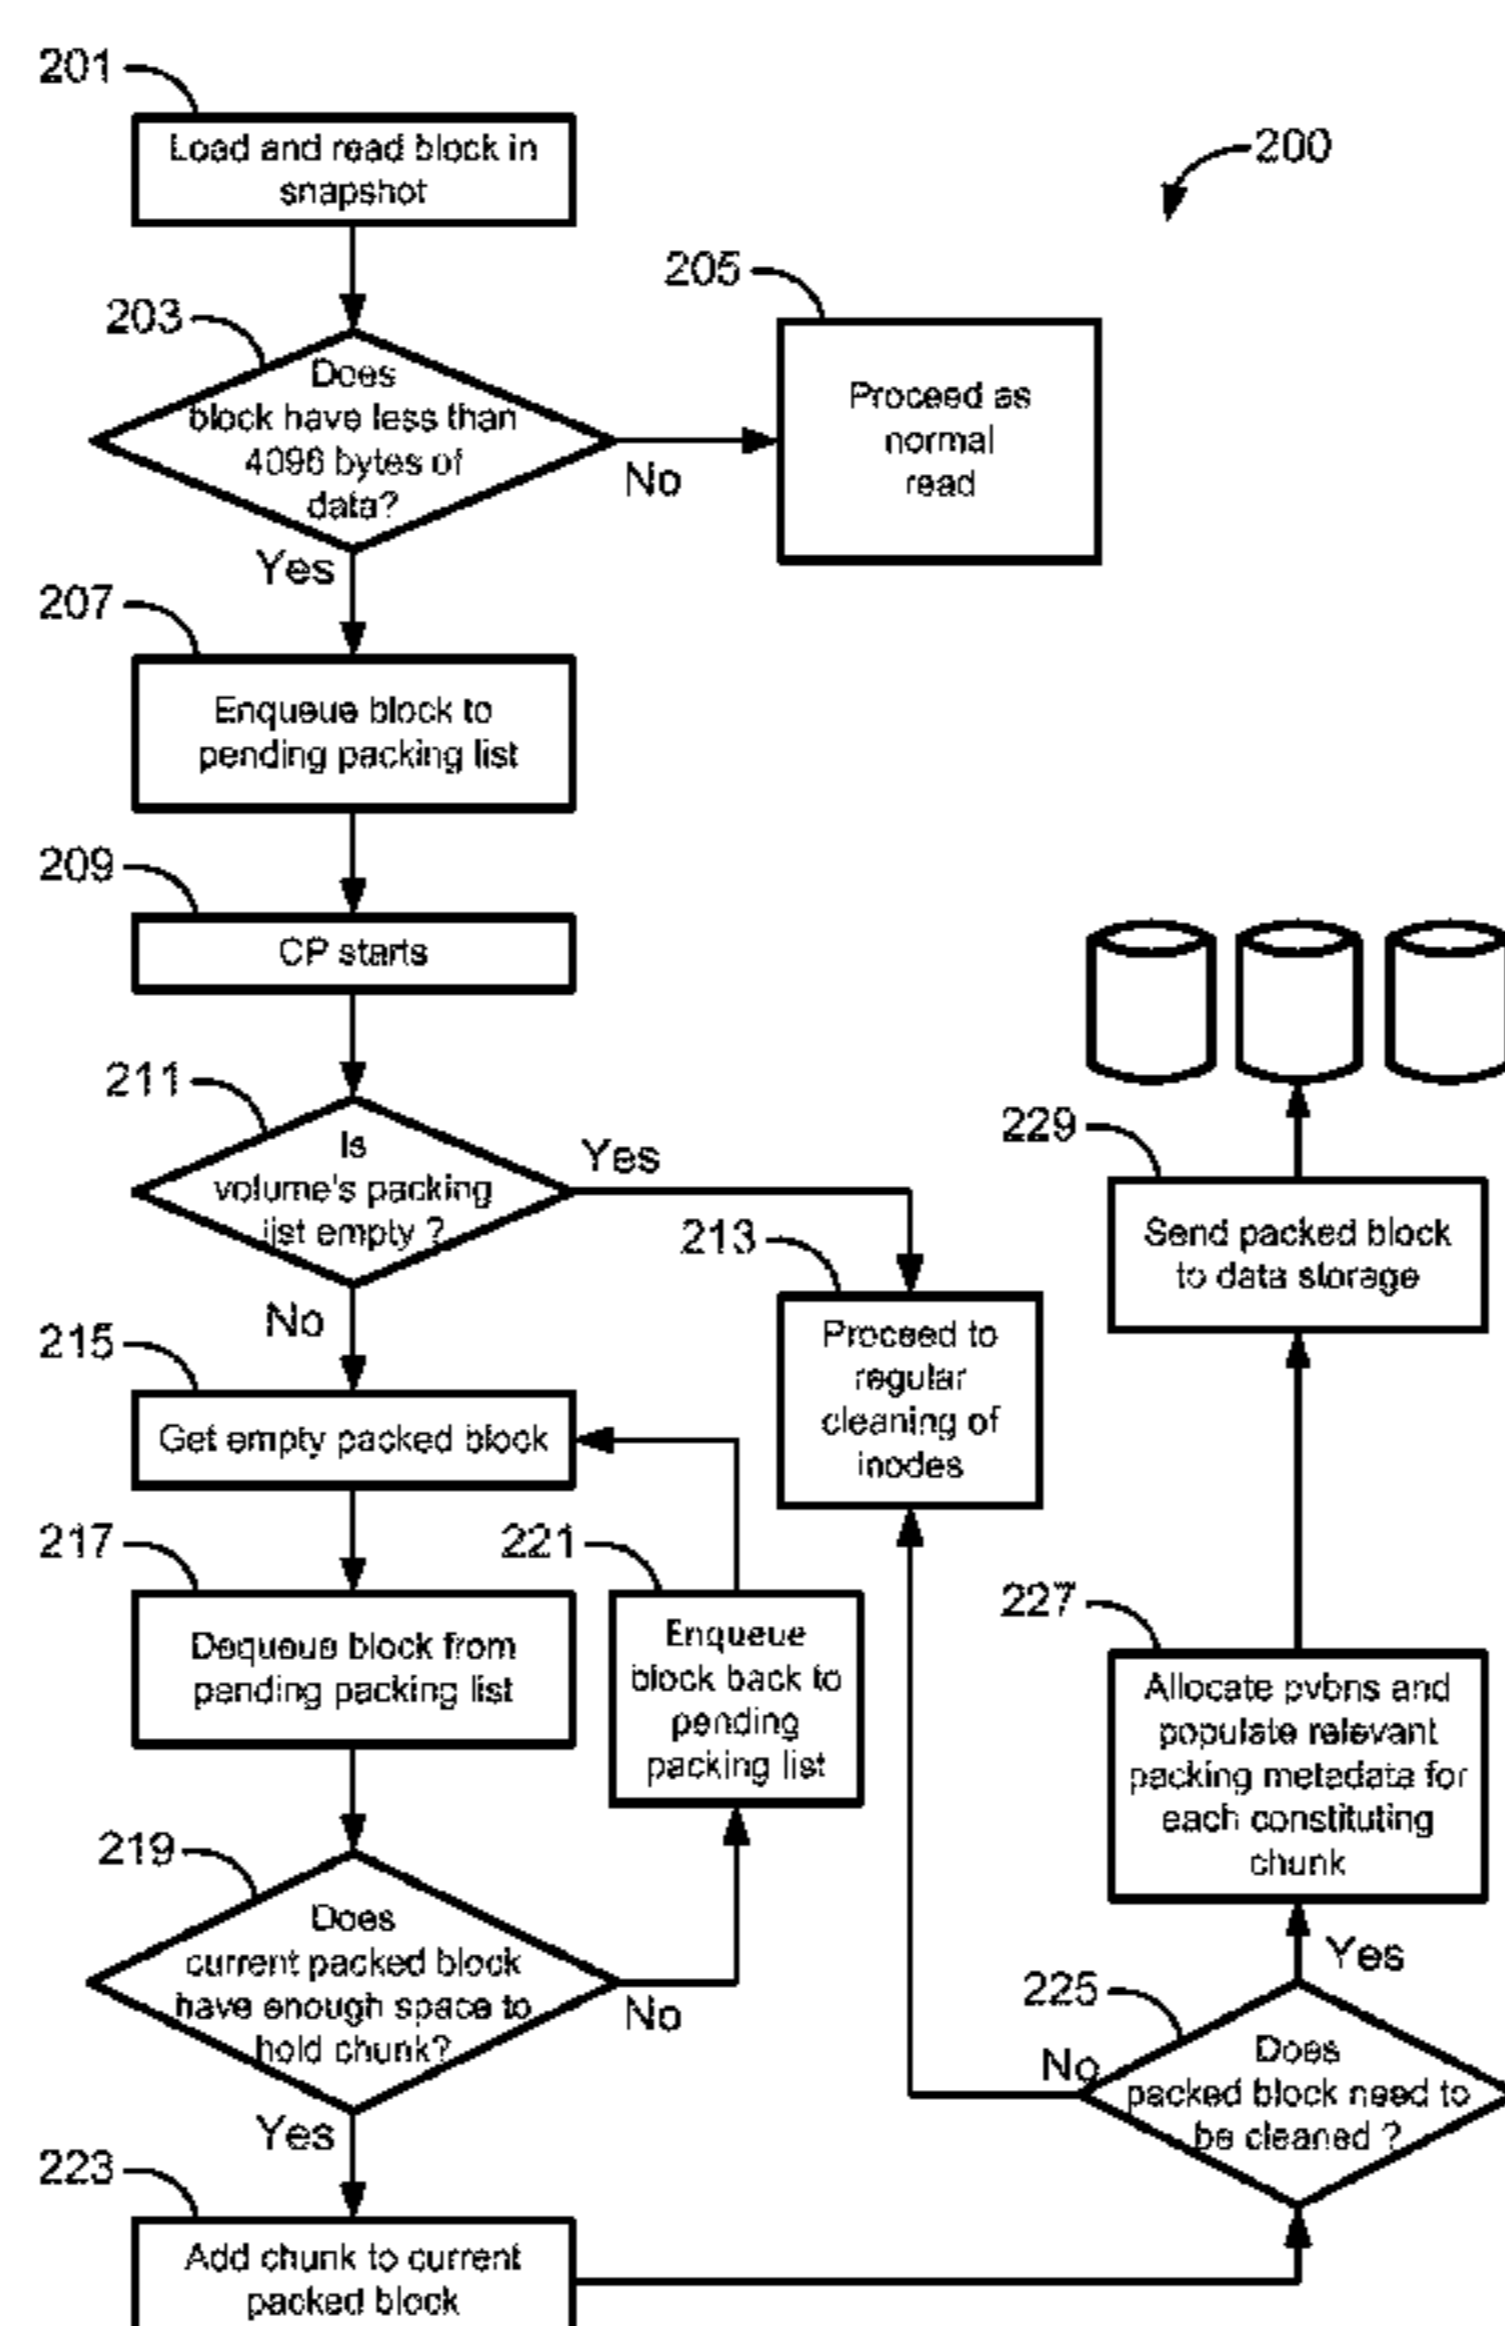 201
Load and read block in
snapshot
200
203
Does
block have less than
4096 bytes of
data?
No
205
Proceed as
normal
read
Yes
207
Enqueue block to
pending packing list
209
CP starts
211
Is
volume's packing
list empty ?
Yes
213
Proceed to
regular
cleaning of
inodes
No
215
Get empty packed block
217
Dequeue block from
pending packing list
221
Enqueue
block back to
pending
packing list
219
Does
current packed block
have enough space to
hold chunk?
No
Yes
223
Add chunk to current
packed block
225
Does
packed block need to
be cleaned ?
No
Yes
227
Allocate pvbns and
populate relevant
packing metadata for
each constituting
chunk
229
Send packed block
to data storage